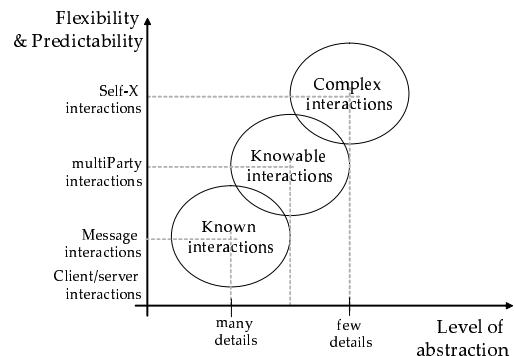 Flexibility
& Predictability
Self-X
interactions
Complex
interactions
multiParty
interactions
Knowable
interactions
Message
interactions
Known
interactions
Client/server
interactions
many
details
few
details
Level of
abstraction